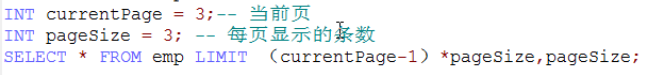 INT currentPage = 3;-- 当前页
INT pageSize = 3; -- 每页显示的条数
SELECT * FROM emp LIMIT （currentPage-1）*pageSize,pageSize;